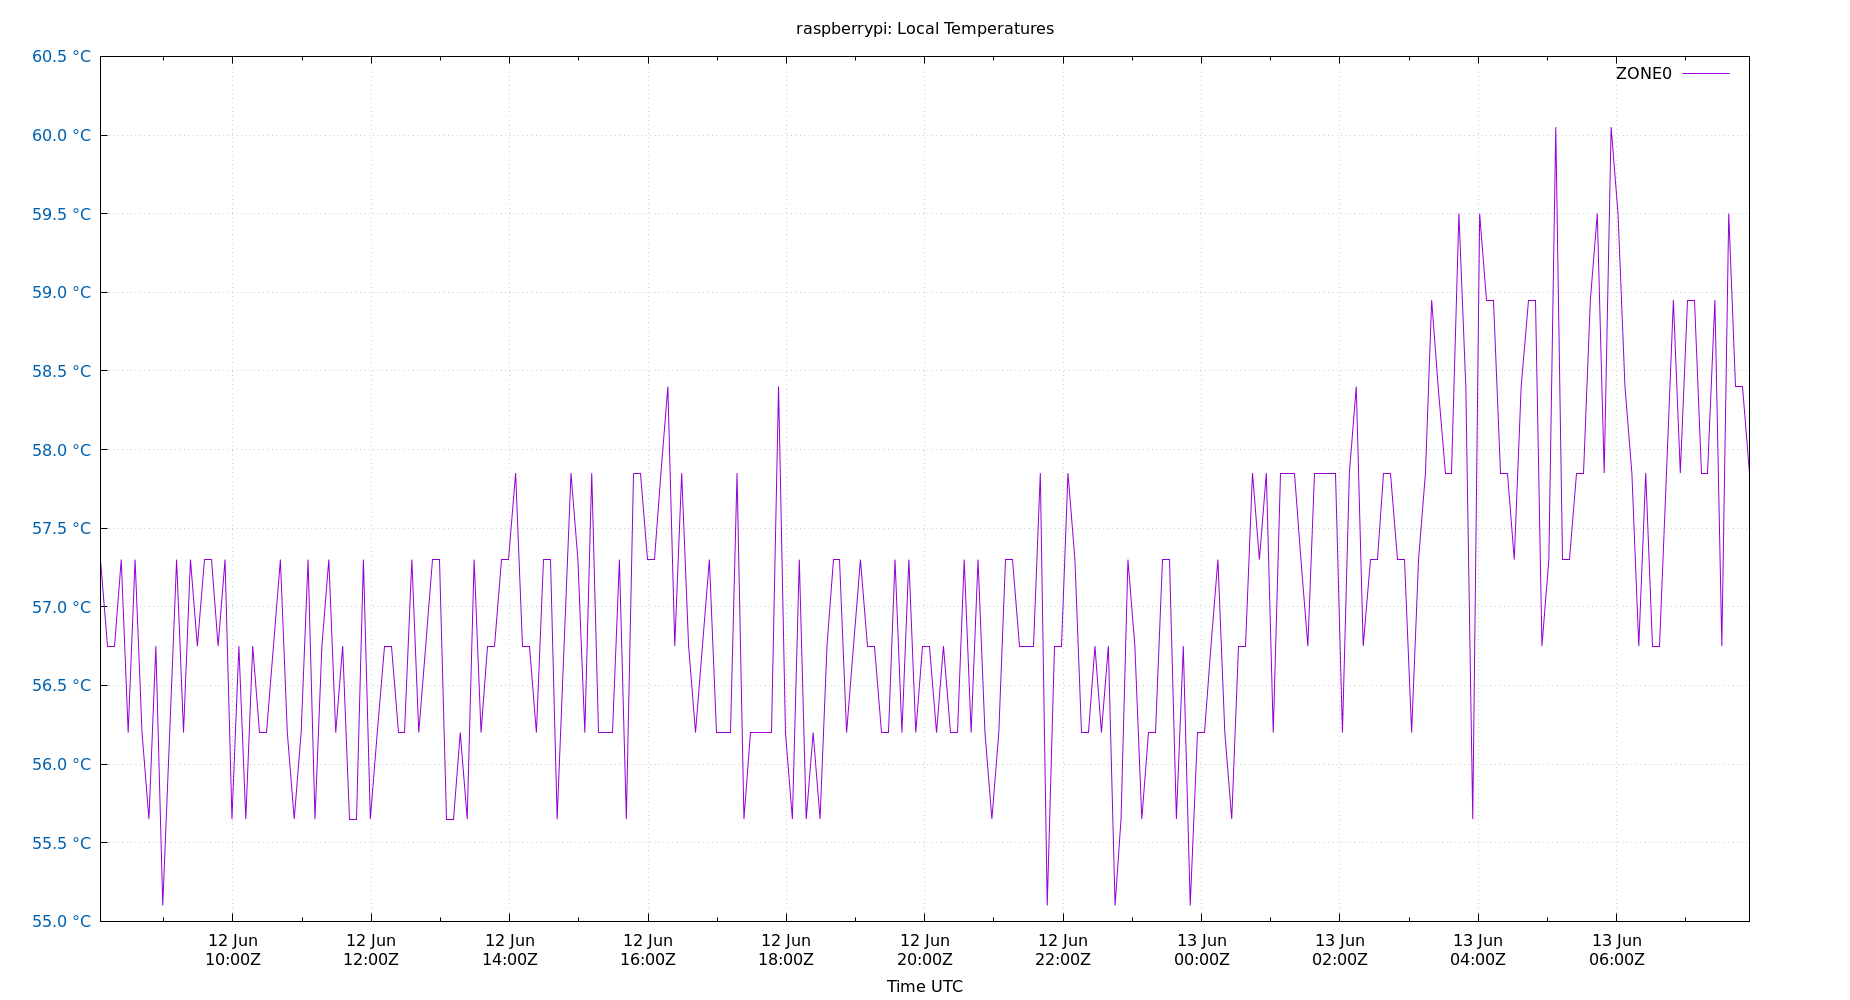 raspberrypi: Local Temperatures
60.5 °C
ZONE0
60.0 °C
59.5 °C
59.0 °C
58.5 °C
58.0 °C
57.5 °C
57.0 °C
56.5 °C
56.0 °C
55.5 °C
55.0 °C
12 Jun 12 Jun 12 Jun 12 Jun 12 Jun 12 Jun 12 Jun 13 Jun 13 Jun 13 Jun 13 Jun
10:00Z 12:00Z 14:00Z 16:00Z 18:00Z 20:00Z 22:00Z 00:00Z 02:00Z 04:00Z 06:00Z
Time UTC